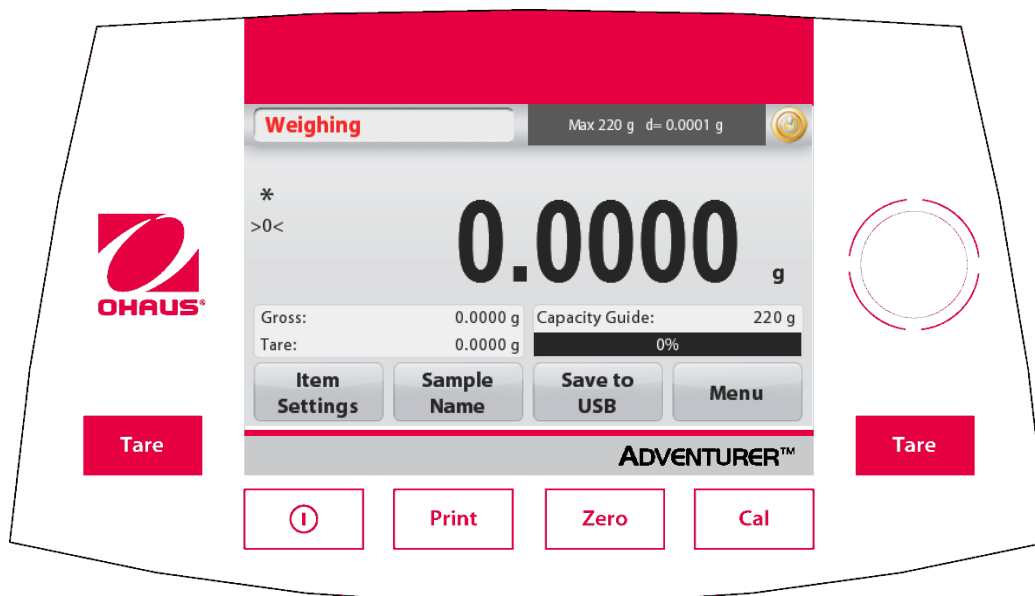 Weighing
Max 220 g d= 0.0001 g
*
>0<
0.0000 g
Gross: 0.0000 g
Tare: 0.0000 g
Capacity Guide: 220 g
0%
Item
Settings
Sample
Name
Save to
USB
Menu
OHAUS®
Tare
Tare
ADVENTURER™
Print
Zero
Cal